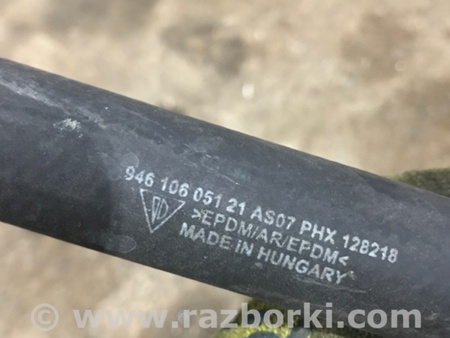 946 106 051 21 AS07 PHX 128218
>EPDM/AR/EPDM<
MADE IN HUNGARY
www.razborki.com